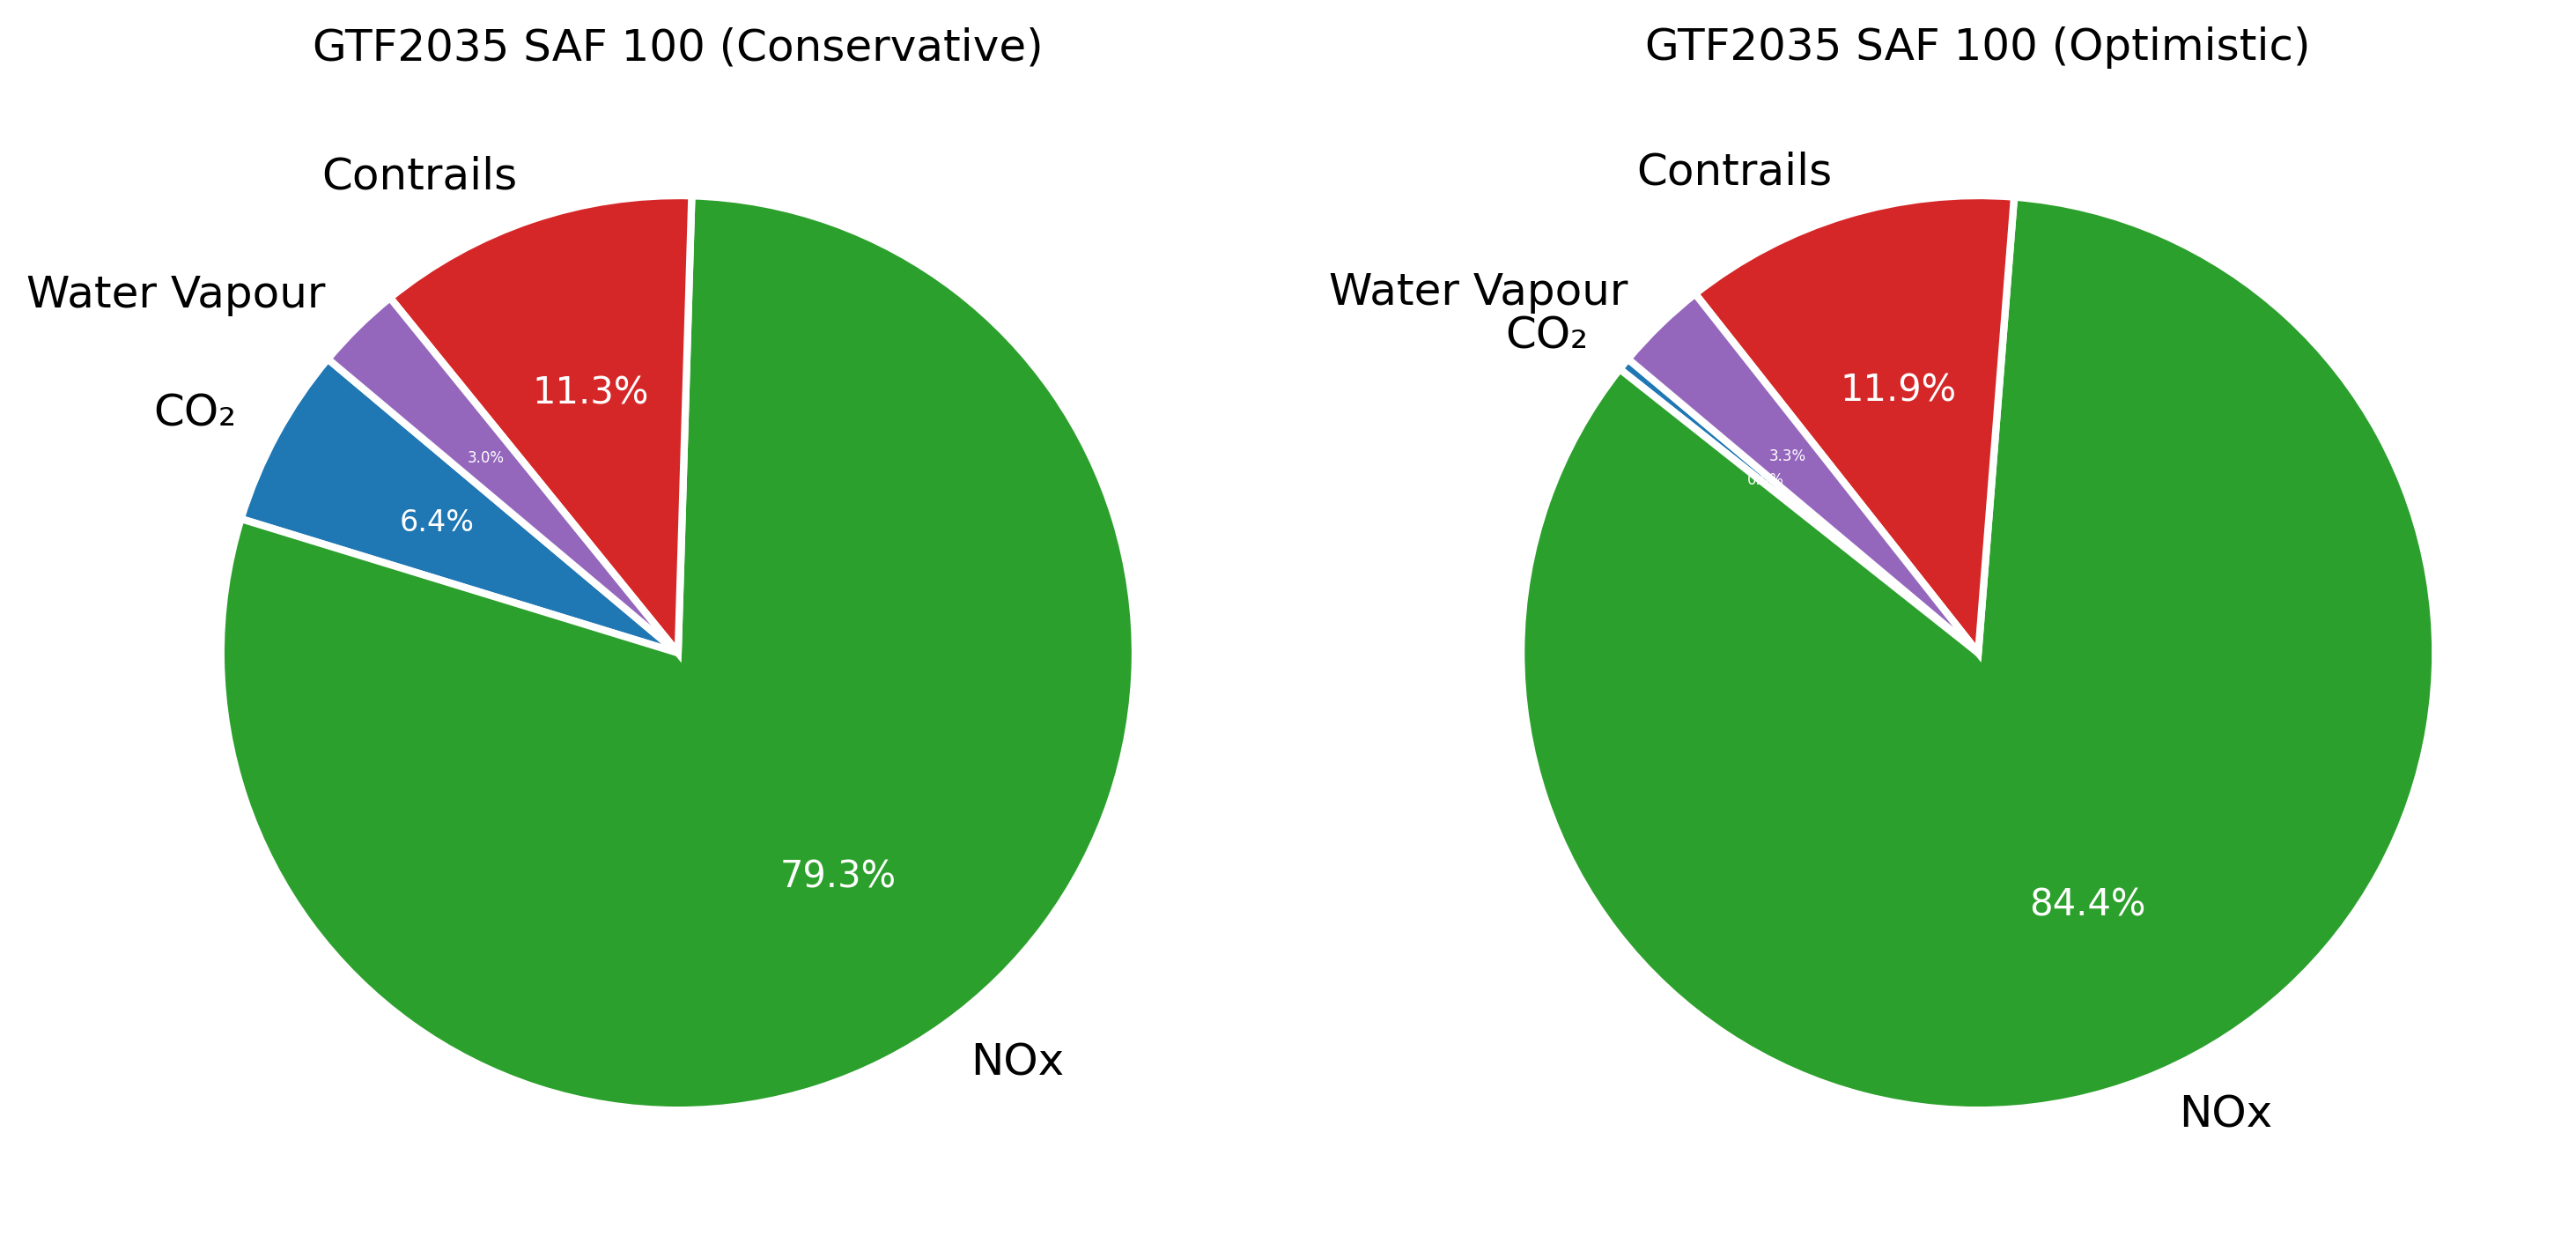 GTF2035 SAF 100 (Conservative)
Contrails
Water Vapour
CO₂
11.3%
3.0%
6.4%
79.3%
NOx
GTF2035 SAF 100 (Optimistic)
Contrails
Water Vapour
CO₂
11.9%
3.3%
84.4%
NOx